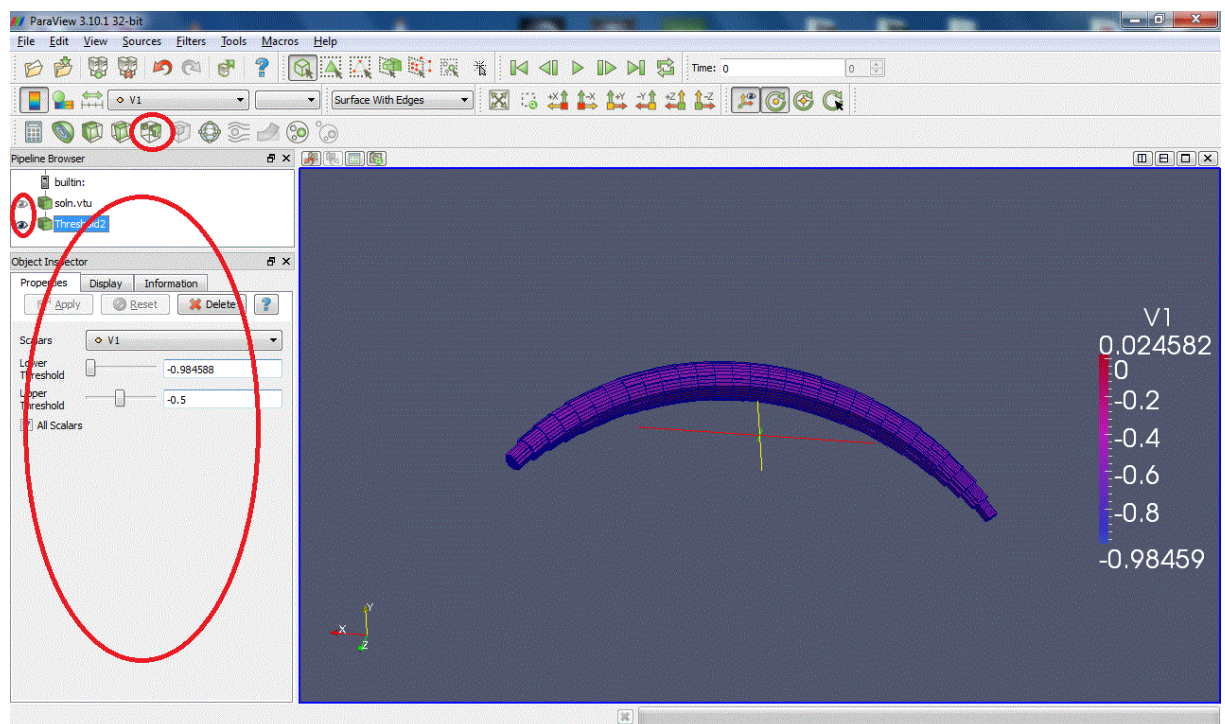 ParaView 3.10.1 32-bit
File Edit View Sources Filters Tools Macros Help
Time: 0 0
V1 Surface With Edges
+X -X +Y -Y +Z -Z
Pipeline Browser
builtin:
soln.vtu
Threshold2
Object Inspector
Properties Display Information
Apply Reset Delete ?
Scalars V1
Lower Threshold -0.984588
Upper Threshold -0.5
All Scalars
V1
0.024582
0
-0.2
-0.4
-0.6
-0.8
-0.98459
Y
X
Z